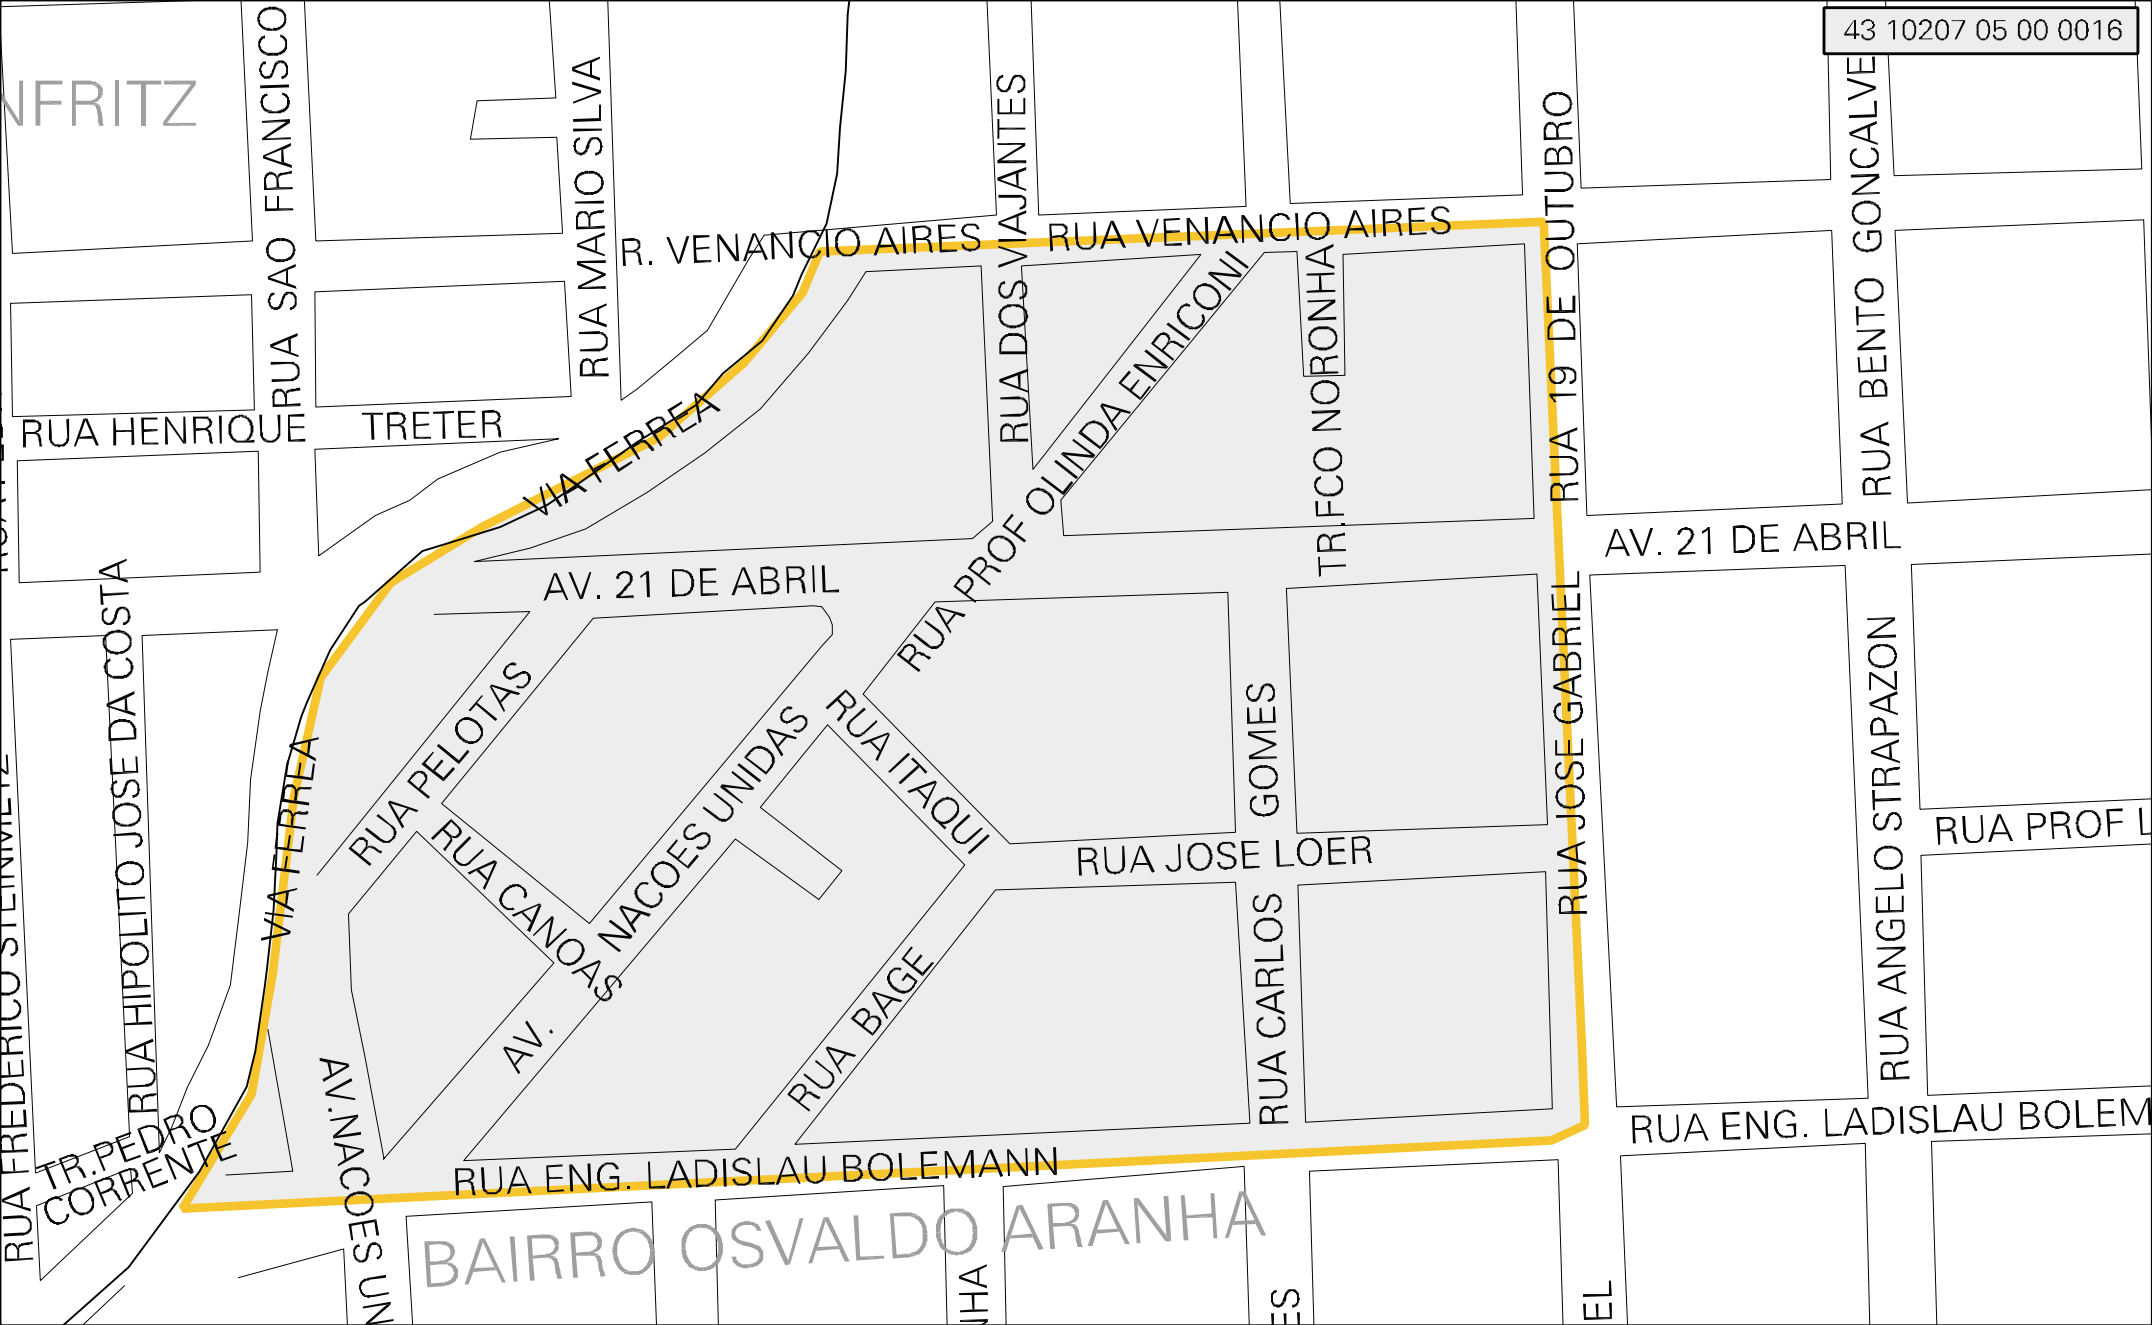 43 10207 05 00 0016
NFRITZ
RUA SAO FRANCISCO
RUA MARIO SILVA
R. VENANCIO AIRES
RUA DOS VIAJANTES
RUA VENANCIO AIRES
RUA 19 DE OUTUBRO
RUA BENTO GONCALVE
RUA HENRIQUE TRETER
VIA FERREA
RUA PROF OLINDA ENRICONI
TR.FCO NORONHA
AV. 21 DE ABRIL
AV. 21 DE ABRIL
RUA HIPOLITO JOSE DA COSTA
RUA FREDERICO STEINMETZ
VIA FERREA
RUA PELOTAS
RUA CANOAS
AV. NACOES UNIDAS
RUA ITAQUI
RUA JOSE LOER
RUA BAGE
RUA CARLOS GOMES
RUA JOSE GABRIEL
RUA ANGELO STRAPAZON
RUA PROF L
TR.PEDRO
CORRENTE
AV.NACOES UN
RUA ENG. LADISLAU BOLEMANN
RUA ENG. LADISLAU BOLEM
BAIRRO OSVALDO ARANHA
NHA
ES
EL